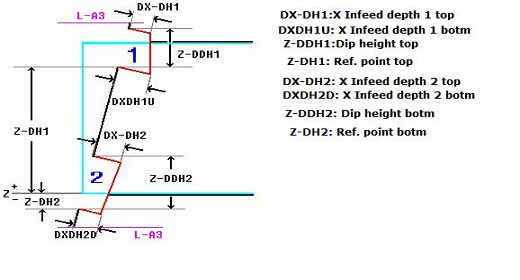 DX-DH1
L-A3
1
Z-DDH1
DXDH1U
Z-DH1
DX-DH2
2
Z-DDH2
Z+
-
Z-DH2
DXDH2D
L-A3
DX-DH1:X Infeed depth 1 top
DXDH1U: X Infeed depth 1 botm
Z-DDH1:Dip height top
Z-DH1: Ref. point top
DX-DH2: X Infeed depth 2 top
DXDH2D: X Infeed depth 2 botm
Z-DDH2: Dip height botm
Z-DH2: Ref. point botm